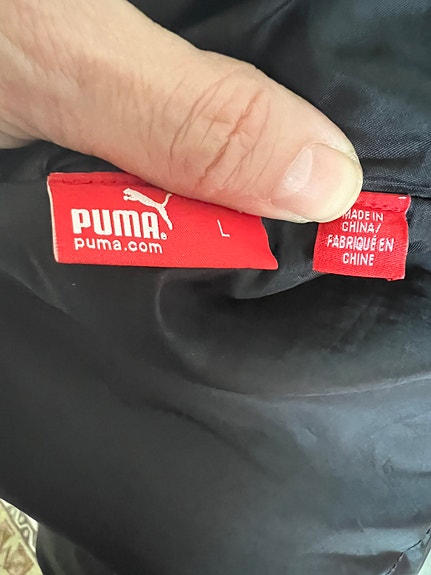 PUMA®
puma.com
L
MADE IN
CHINA/
FABRIQUÉ EN
CHINE